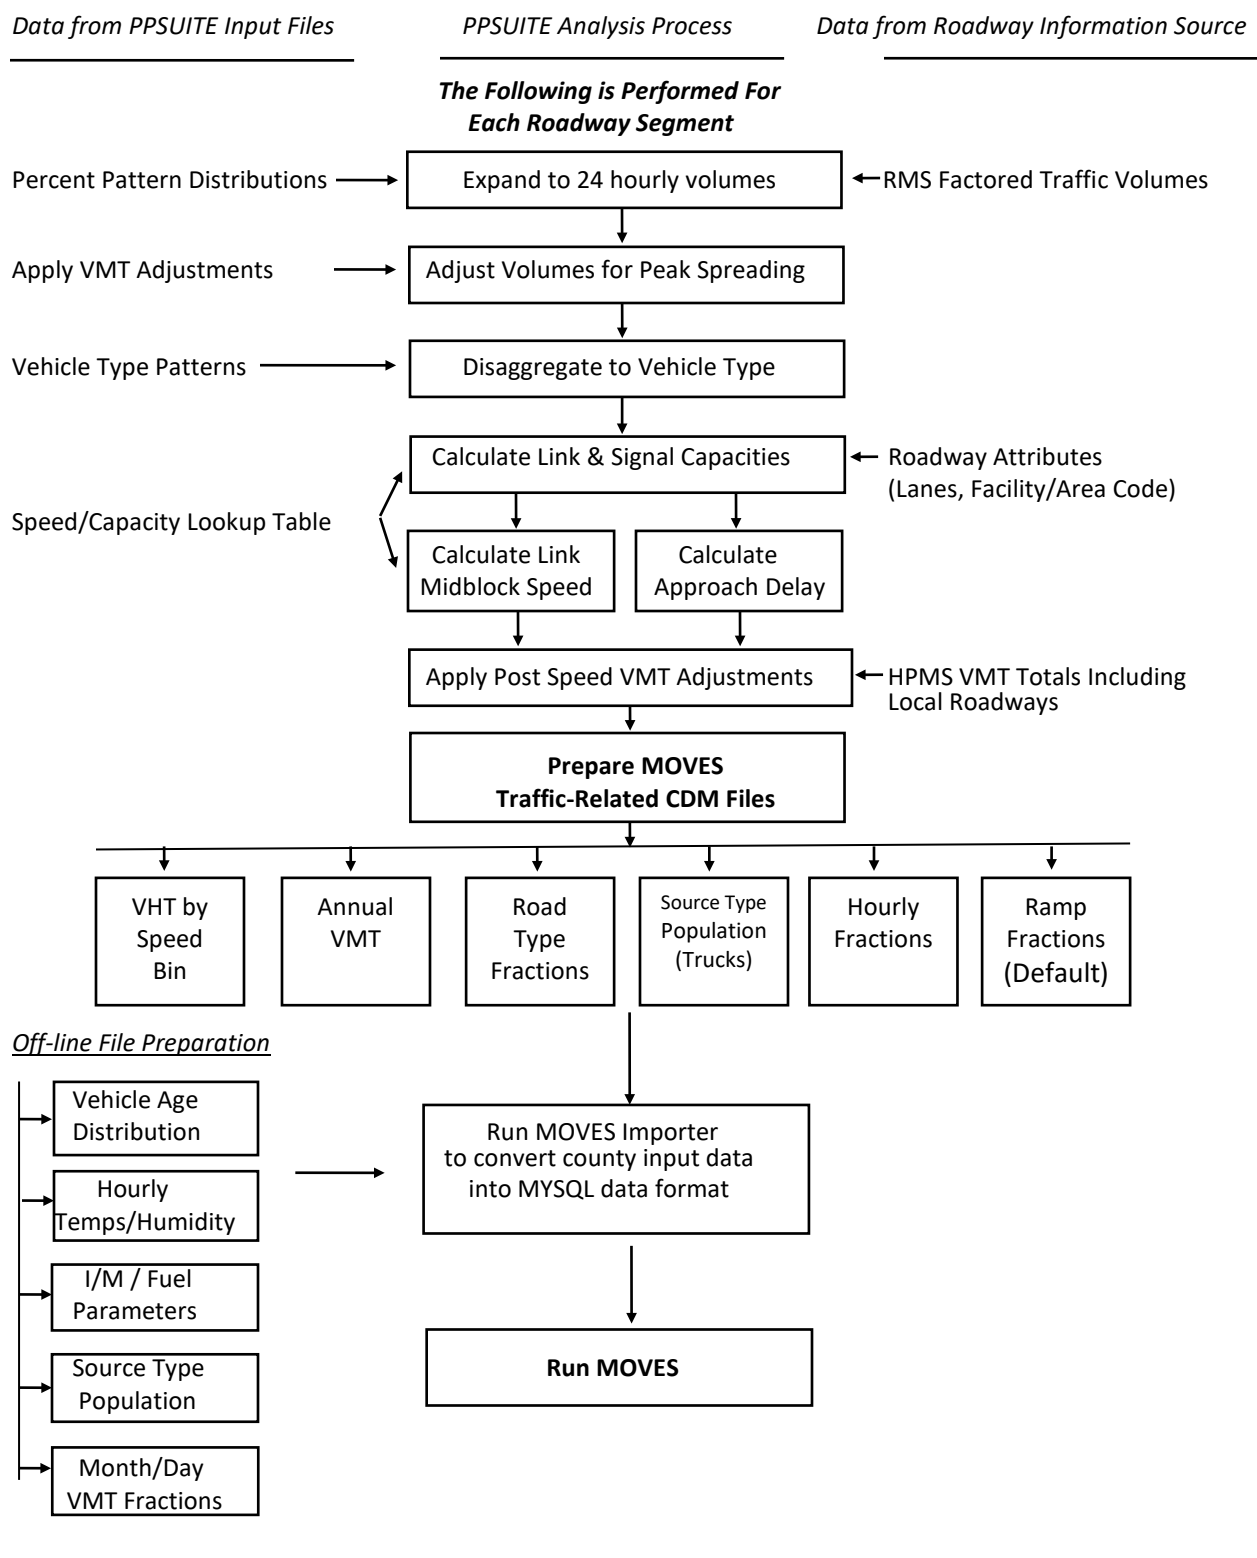 Data from PPSUITE Input Files
PPSUITE Analysis Process
Data from Roadway Information Source
The Following is Performed For
Each Roadway Segment
Percent Pattern Distributions
Expand to 24 hourly volumes
RMS Factored Traffic Volumes
Apply VMT Adjustments
Adjust Volumes for Peak Spreading
Vehicle Type Patterns
Disaggregate to Vehicle Type
Calculate Link & Signal Capacities
Roadway Attributes
(Lanes, Facility/Area Code)
Speed/Capacity Lookup Table
Calculate Link
Midblock Speed
Calculate
Approach Delay
Apply Post Speed VMT Adjustments
HPMS VMT Totals Including
Local Roadways
Prepare MOVES
Traffic-Related CDM Files
VHT by
Speed
Bin
Annual
VMT
Road
Type
Fractions
Source Type
Population
(Trucks)
Hourly
Fractions
Ramp
Fractions
(Default)
Off-line File Preparation
Vehicle Age
Distribution
Hourly
Temps/Humidity
I/M / Fuel
Parameters
Source Type
Population
Month/Day
VMT Fractions
Run MOVES Importer
to convert county input data
into MYSQL data format
Run MOVES